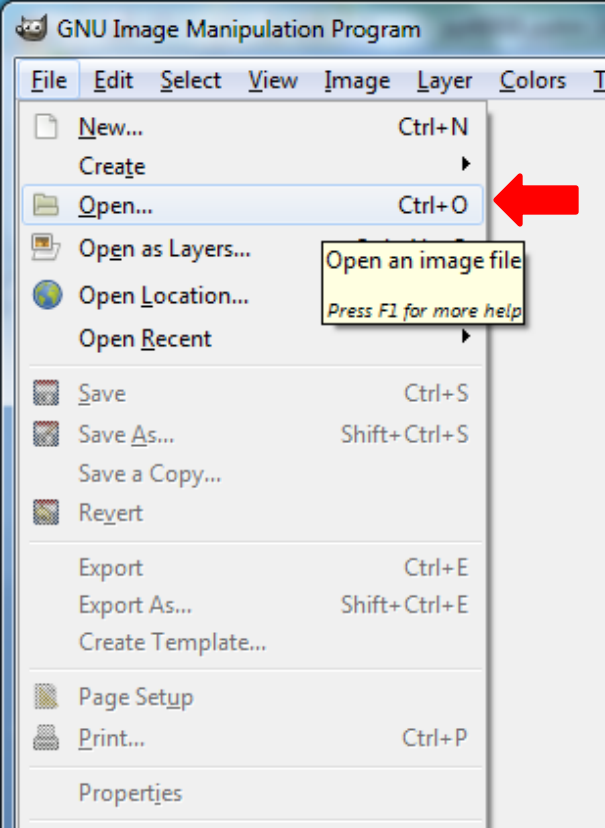 GNU Image Manipulation Program
File Edit Select View Image Layer Colors
New... Ctrl+N
Create
Open... Ctrl+O
Open as Layers...
Open an image file
Open Location...
Press F1 for more help
Open Recent
Save Ctrl+S
Save As... Shift+Ctrl+S
Save a Copy...
Revert
Export Ctrl+E
Export As... Shift+Ctrl+E
Create Template...
Page Setup
Print... Ctrl+P
Properties